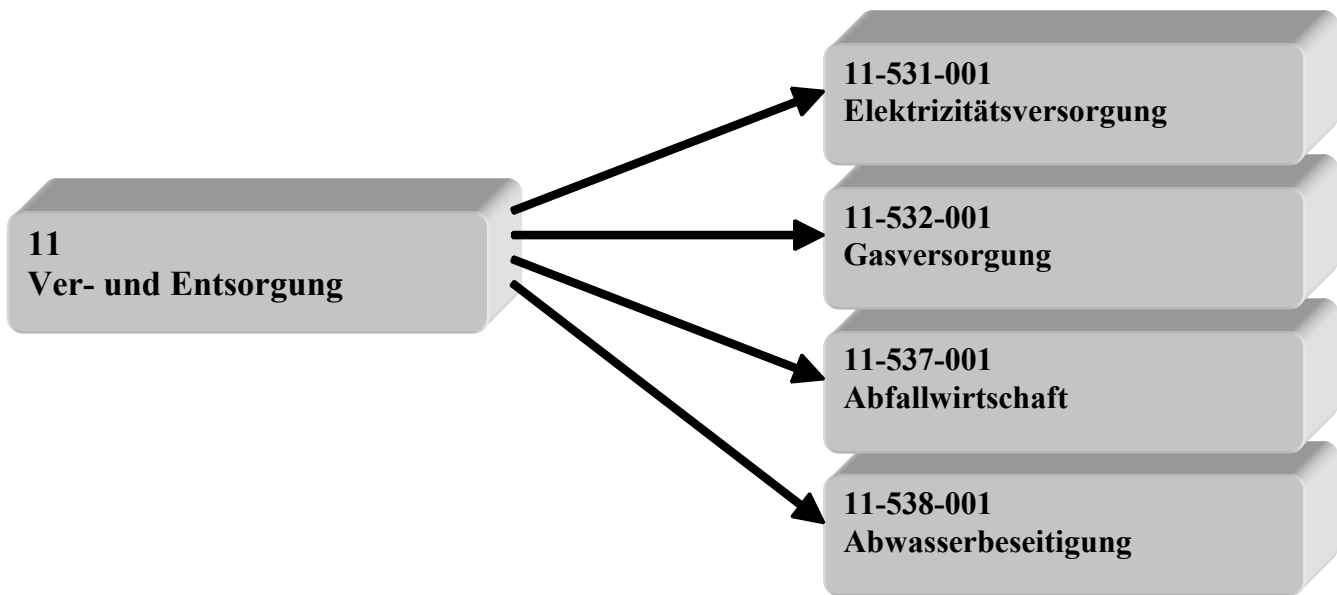 11
Ver- und Entsorgung
11-531-001
Elektrizitätsversorgung
11-532-001
Gasversorgung
11-537-001
Abfallwirtschaft
11-538-001
Abwasserbeseitigung